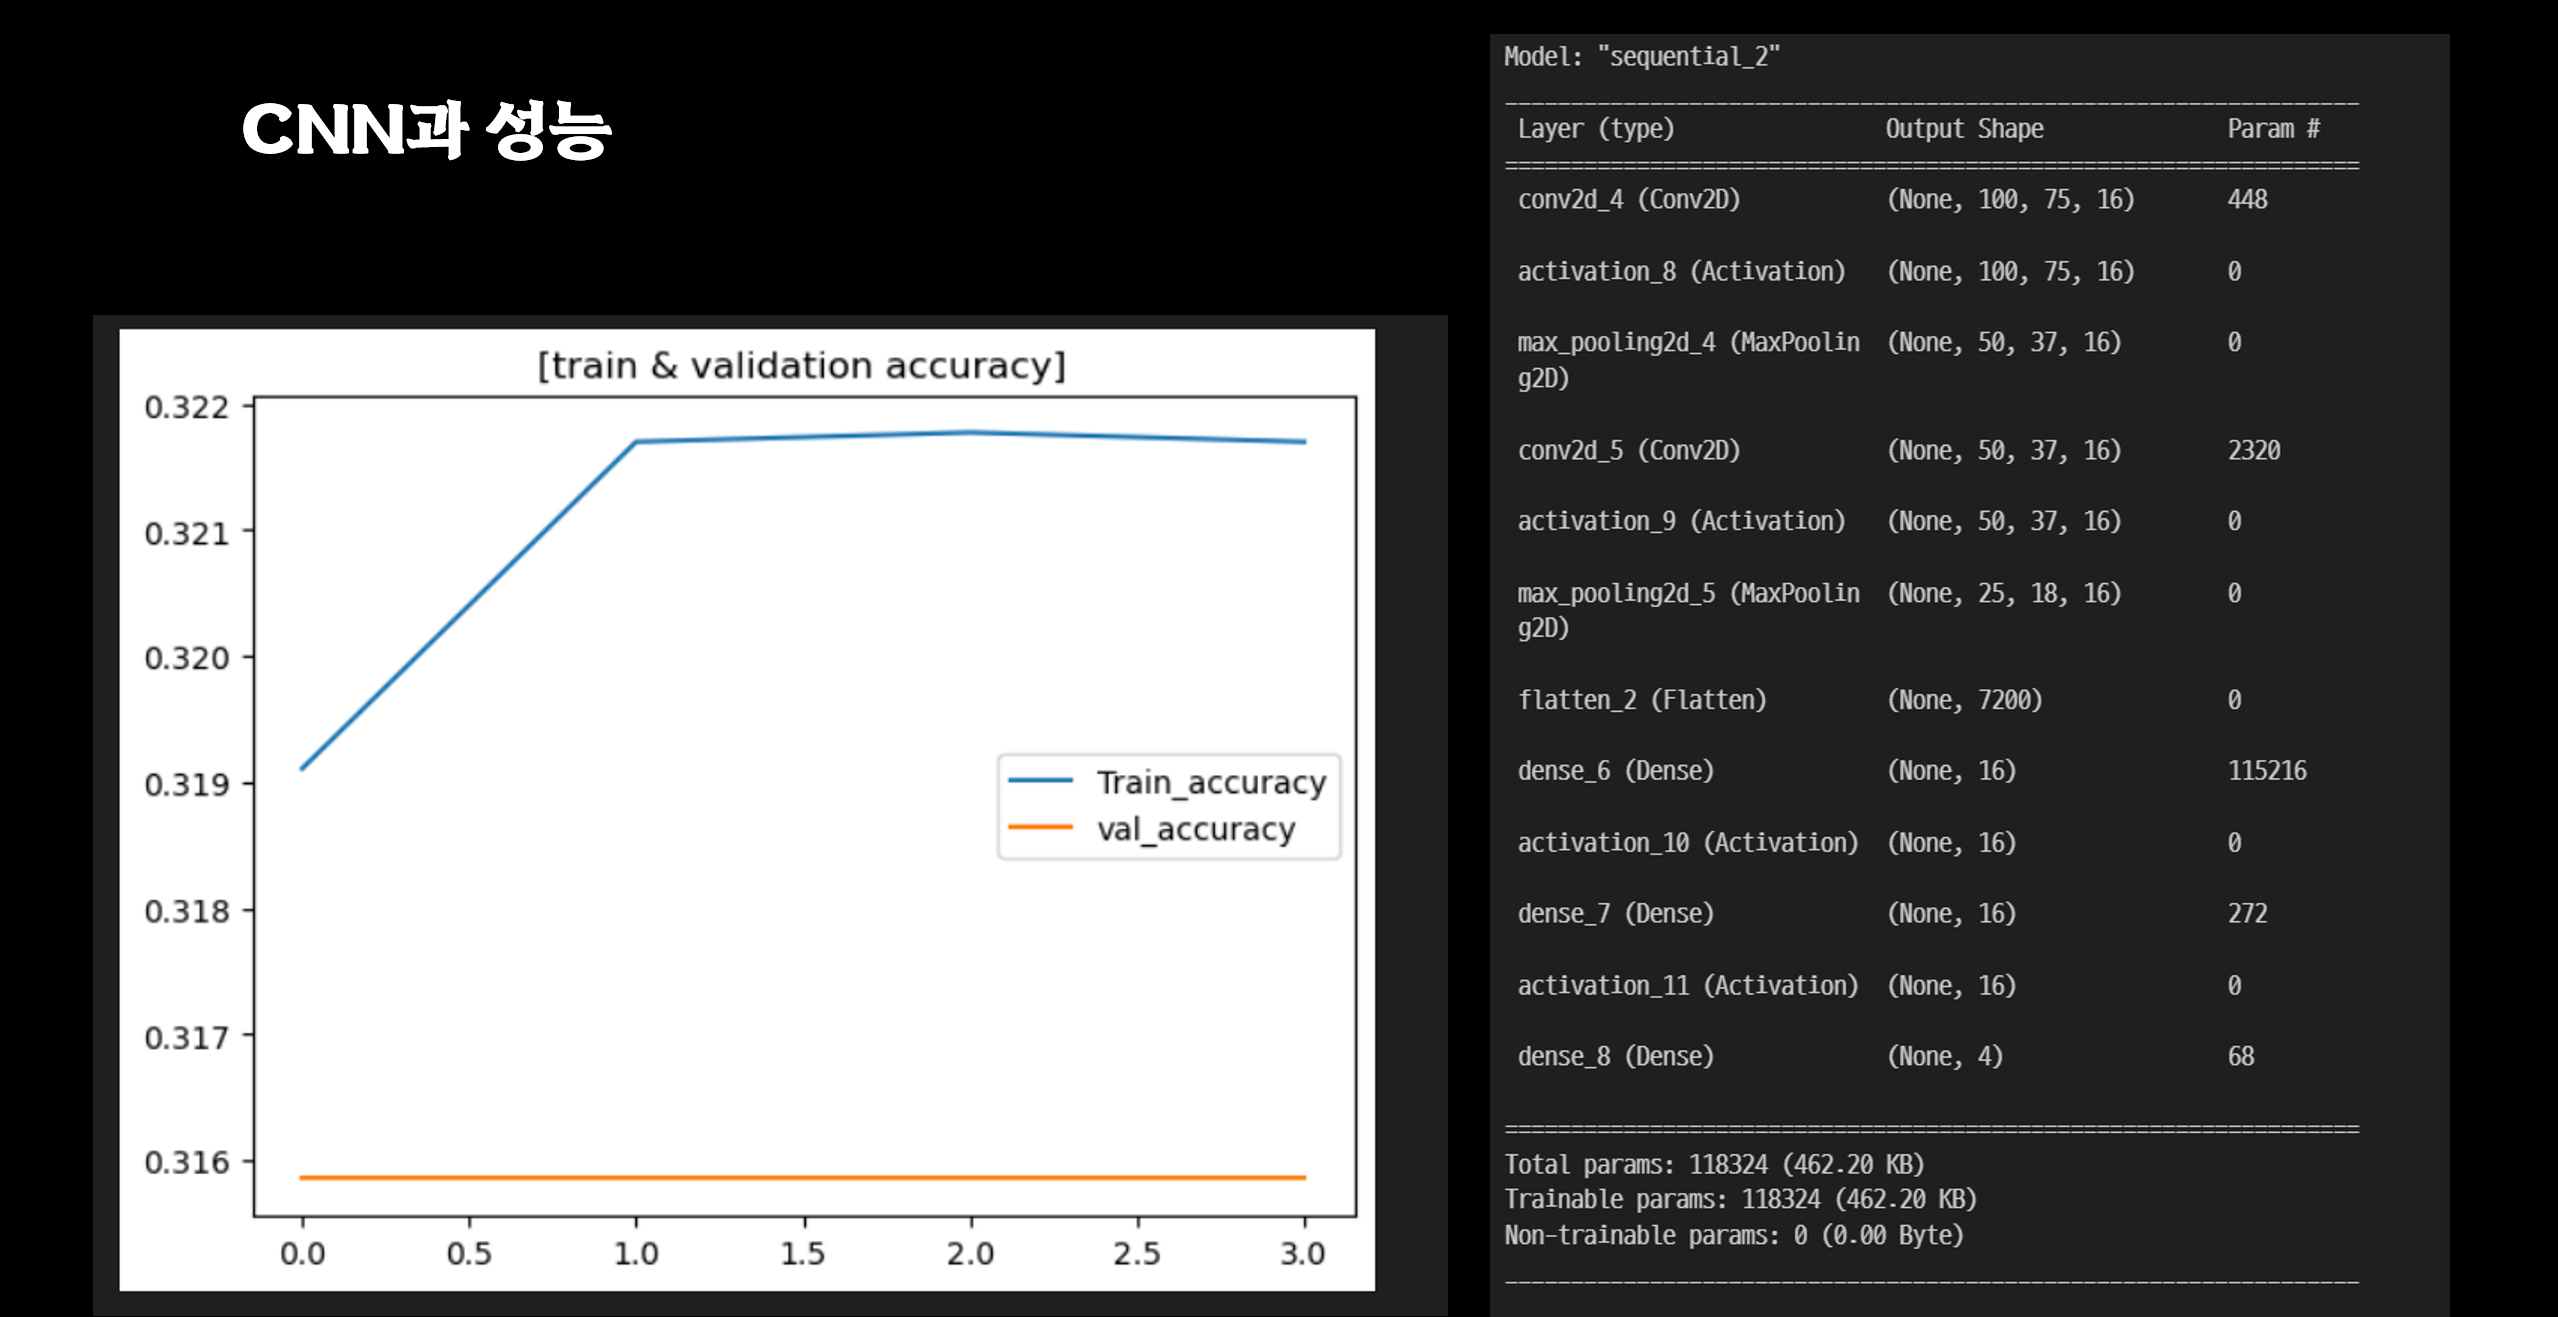 CNN과 성능
[train & validation accuracy]
0.322
0.321
0.320
0.319
0.318
0.317
0.316
0.0 0.5 1.0 1.5 2.0 2.5 3.0
Train_accuracy
val_accuracy
Model: "sequential_2"
Layer (type) Output Shape Param #
conv2d_4 (Conv2D) (None, 100, 75, 16) 448
activation_8 (Activation) (None, 100, 75, 16) 0
max_pooling2d_4 (MaxPoolin (None, 50, 37, 16) 0
g2D)
conv2d_5 (Conv2D) (None, 50, 37, 16) 2320
activation_9 (Activation) (None, 50, 37, 16) 0
max_pooling2d_5 (MaxPoolin (None, 25, 18, 16) 0
g2D)
flatten_2 (Flatten) (None, 7200) 0
dense_6 (Dense) (None, 16) 115216
activation_10 (Activation) (None, 16) 0
dense_7 (Dense) (None, 16) 272
activation_11 (Activation) (None, 16) 0
dense_8 (Dense) (None, 4) 68
Total params: 118324 (462.20 KB)
Trainable params: 118324 (462.20 KB)
Non-trainable params: 0 (0.00 Byte)